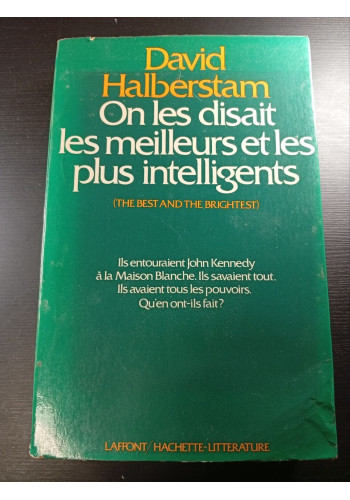 David
Halberstam
On les disait
les meilleurs et les
plus intelligents
(THE BEST AND THE BRIGHTEST)
Ils entouraient John Kennedy
à la Maison Blanche. Ils savaient tout.
Ils avaient tous les pouvoirs.
Qu'en ont-ils fait?
LAFFONT/HACHETTE-LITTERATURE